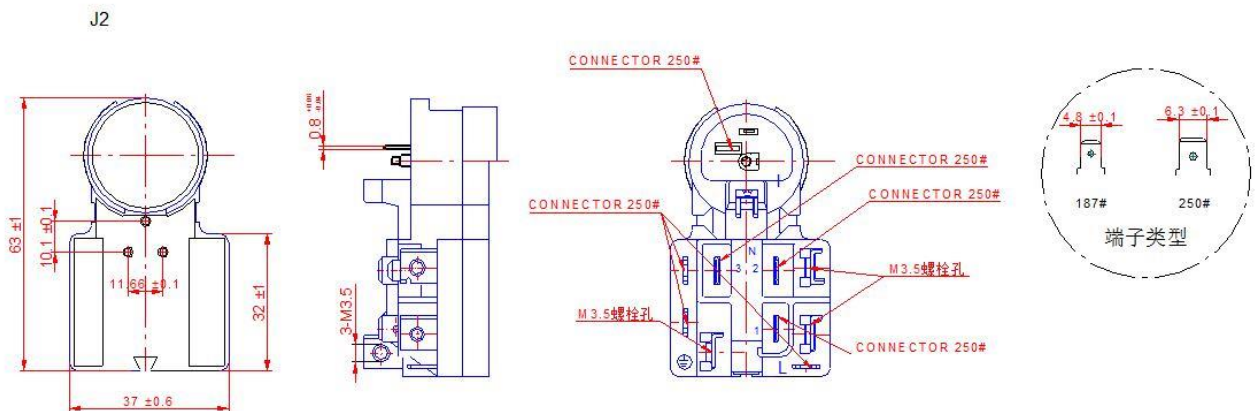 J2
CONNECTOR 250#
63 ±1
10.1 ±0.1
11.66 ±0.1
32 ±1
37 ±0.6
0.8
3-M3.5
CONNECTOR 250#
CONNECTOR 250#
CONNECTOR 250#
N
3
2
M3.5螺栓孔
M3.5螺栓孔
1
CONNECTOR 250#
L
4.8 ±0.1
6.3 ±0.1
187#
250#
端子类型